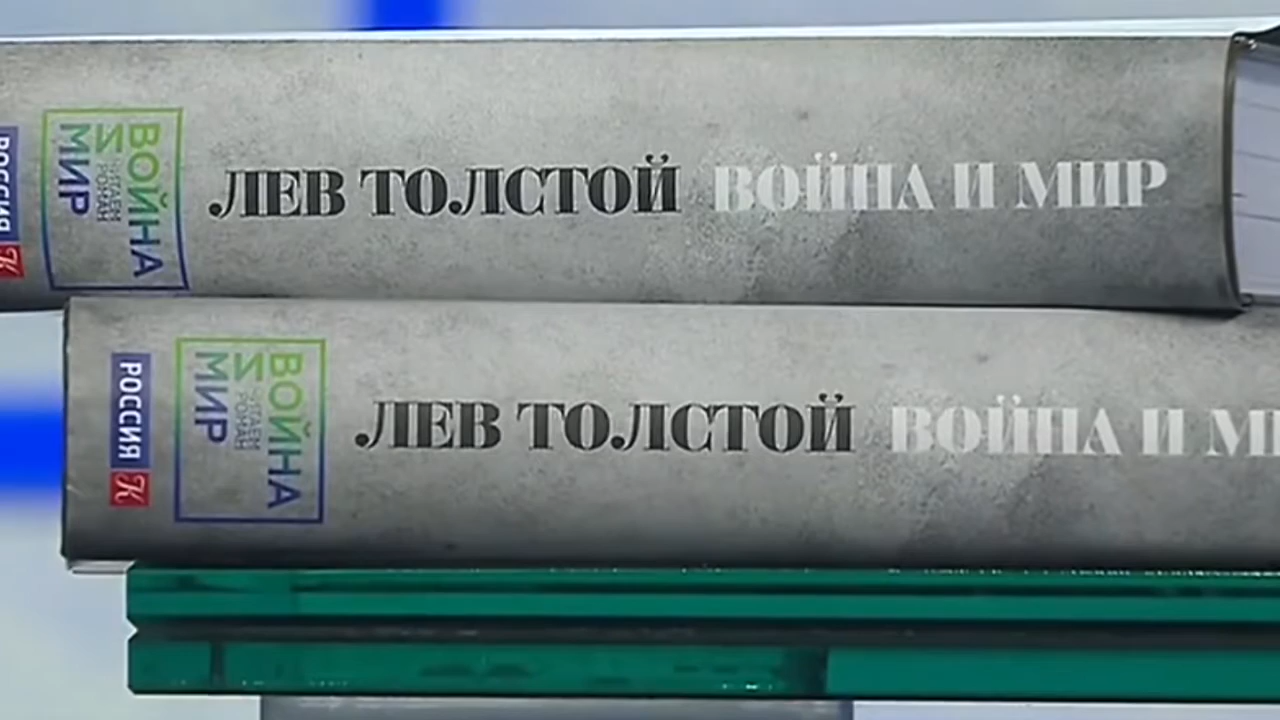 РОССИЯ К
ВОЙНА
И ЧИТАЕМ РОМАН
МИР
ЛЕВ ТОЛСТОЙ ВОЙНА И МИР
РОССИЯ К
ВОЙНА
И ЧИТАЕМ РОМАН
МИР
ЛЕВ ТОЛСТОЙ ВОЙНА И М